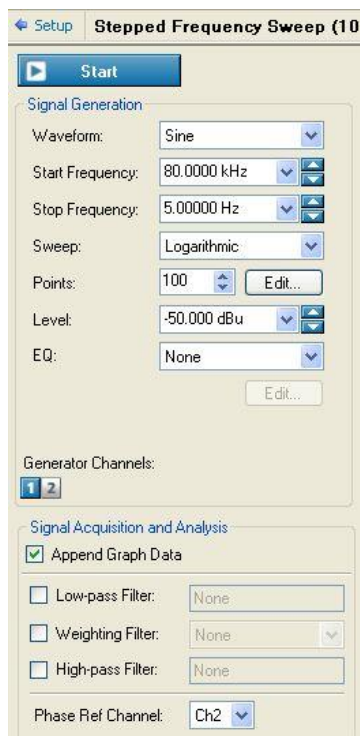 Setup Stepped Frequency Sweep (10
Start
Signal Generation
Waveform: Sine
Start Frequency: 80.0000 kHz
Stop Frequency: 5.00000 Hz
Sweep: Logarithmic
Points: 100 Edit...
Level: -50.000 dBu
EQ: None
Edit...
Generator Channels:
1 2
Signal Acquisition and Analysis
Append Graph Data
Low-pass Filter: None
Weighting Filter: None
High-pass Filter: None
Phase Ref Channel: Ch2